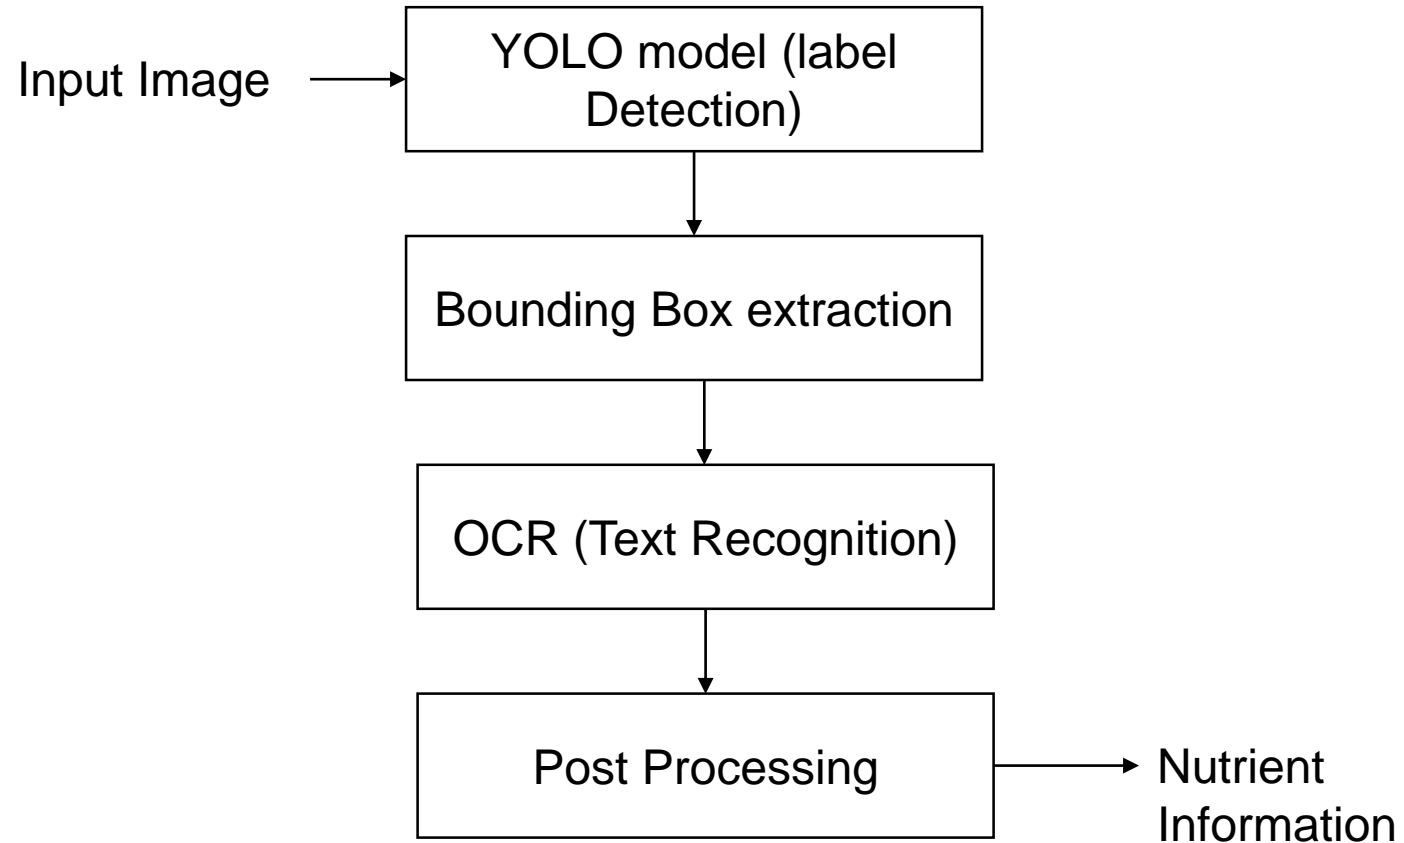 Input Image
YOLO model (label
Detection)
Bounding Box extraction
OCR (Text Recognition)
Post Processing
Nutrient
Information